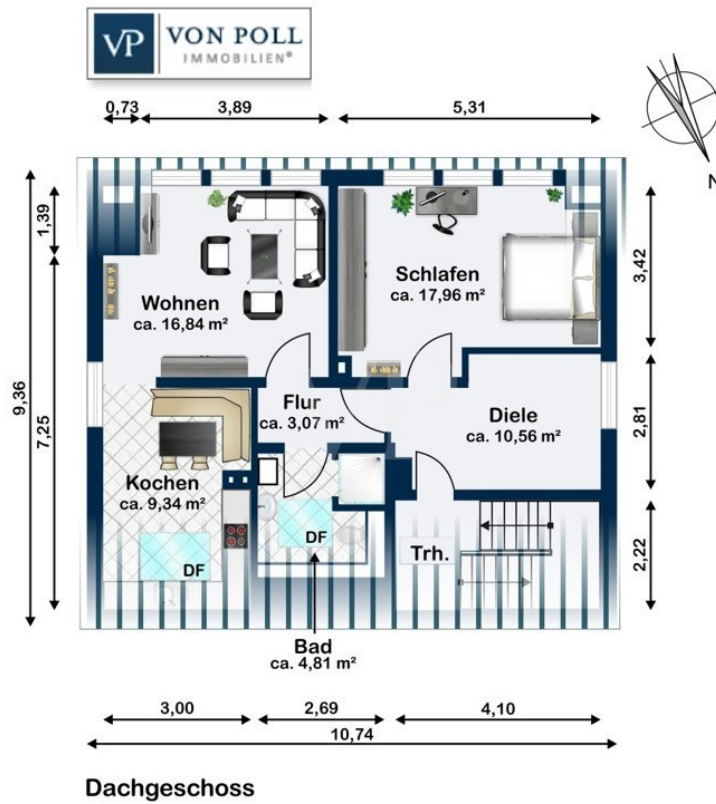 VP VON POLL
IMMOBILIEN®
0,73 3,89 5,31
N
1,39
Schlafen
ca. 17,96 m²
3,42
Wohnen
ca. 16,84 m²
9,36
7,25
Flur
ca. 3,07 m²
Diele
ca. 10,56 m²
2,81
Kochen
ca. 9,34 m²
DF
DF
Trh.
2,22
Bad
ca. 4,81 m²
3,00 2,69 4,10
10,74
Dachgeschoss